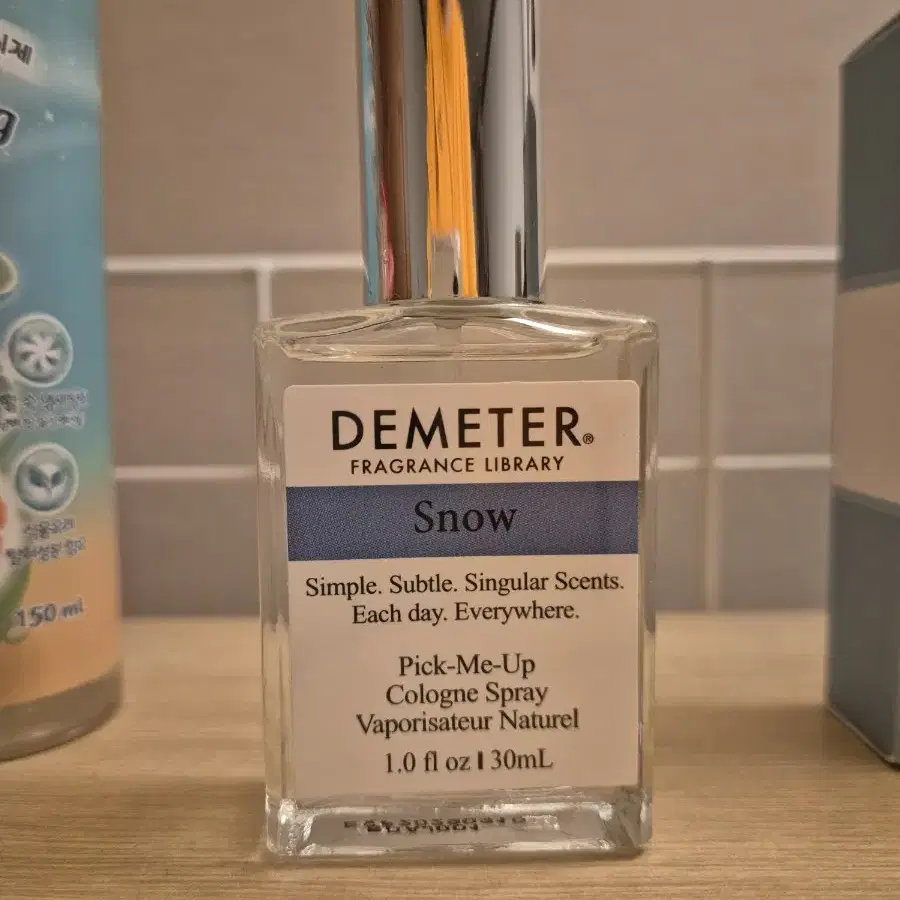 DEMETER®
FRAGRANCE LIBRARY
Snow
Simple. Subtle. Singular Scents.
Each day. Everywhere.
Pick-Me-Up
Cologne Spray
Vaporisateur Naturel
1.0 fl oz I 30mL
150 ml